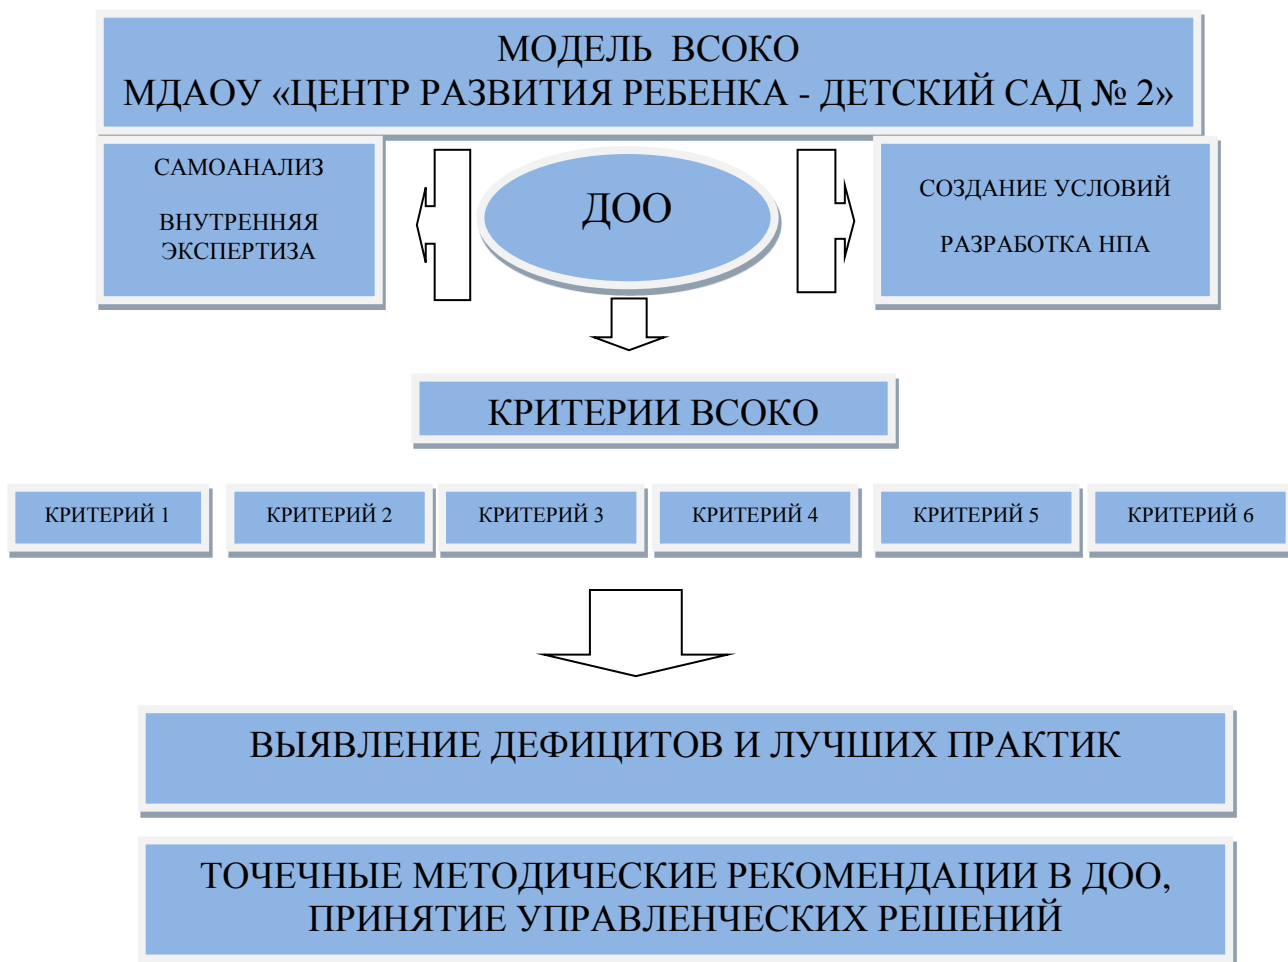 МОДЕЛЬ ВСОКО
МДАОУ «ЦЕНТР РАЗВИТИЯ РЕБЕНКА - ДЕТСКИЙ САД № 2»
САМОАНАЛИЗ
ВНУТРЕННЯЯ
ЭКСПЕРТИЗА
ДОО
СОЗДАНИЕ УСЛОВИЙ
РАЗРАБОТКА НПА
КРИТЕРИИ ВСОКО
КРИТЕРИЙ 1
КРИТЕРИЙ 2
КРИТЕРИЙ 3
КРИТЕРИЙ 4
КРИТЕРИЙ 5
КРИТЕРИЙ 6
ВЫЯВЛЕНИЕ ДЕФИЦИТОВ И ЛУЧШИХ ПРАКТИК
ТОЧЕЧНЫЕ МЕТОДИЧЕСКИЕ РЕКОМЕНДАЦИИ В ДОО,
ПРИНЯТИЕ УПРАВЛЕНЧЕСКИХ РЕШЕНИЙ